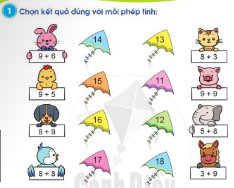 1 Chọn kết quả đúng với mỗi phép tính:
14 13
9 + 6 8 + 3
15 11
9 + 5 9 + 9
16 12
8 + 9 5 + 8
17 18
8 + 8 3 + 9